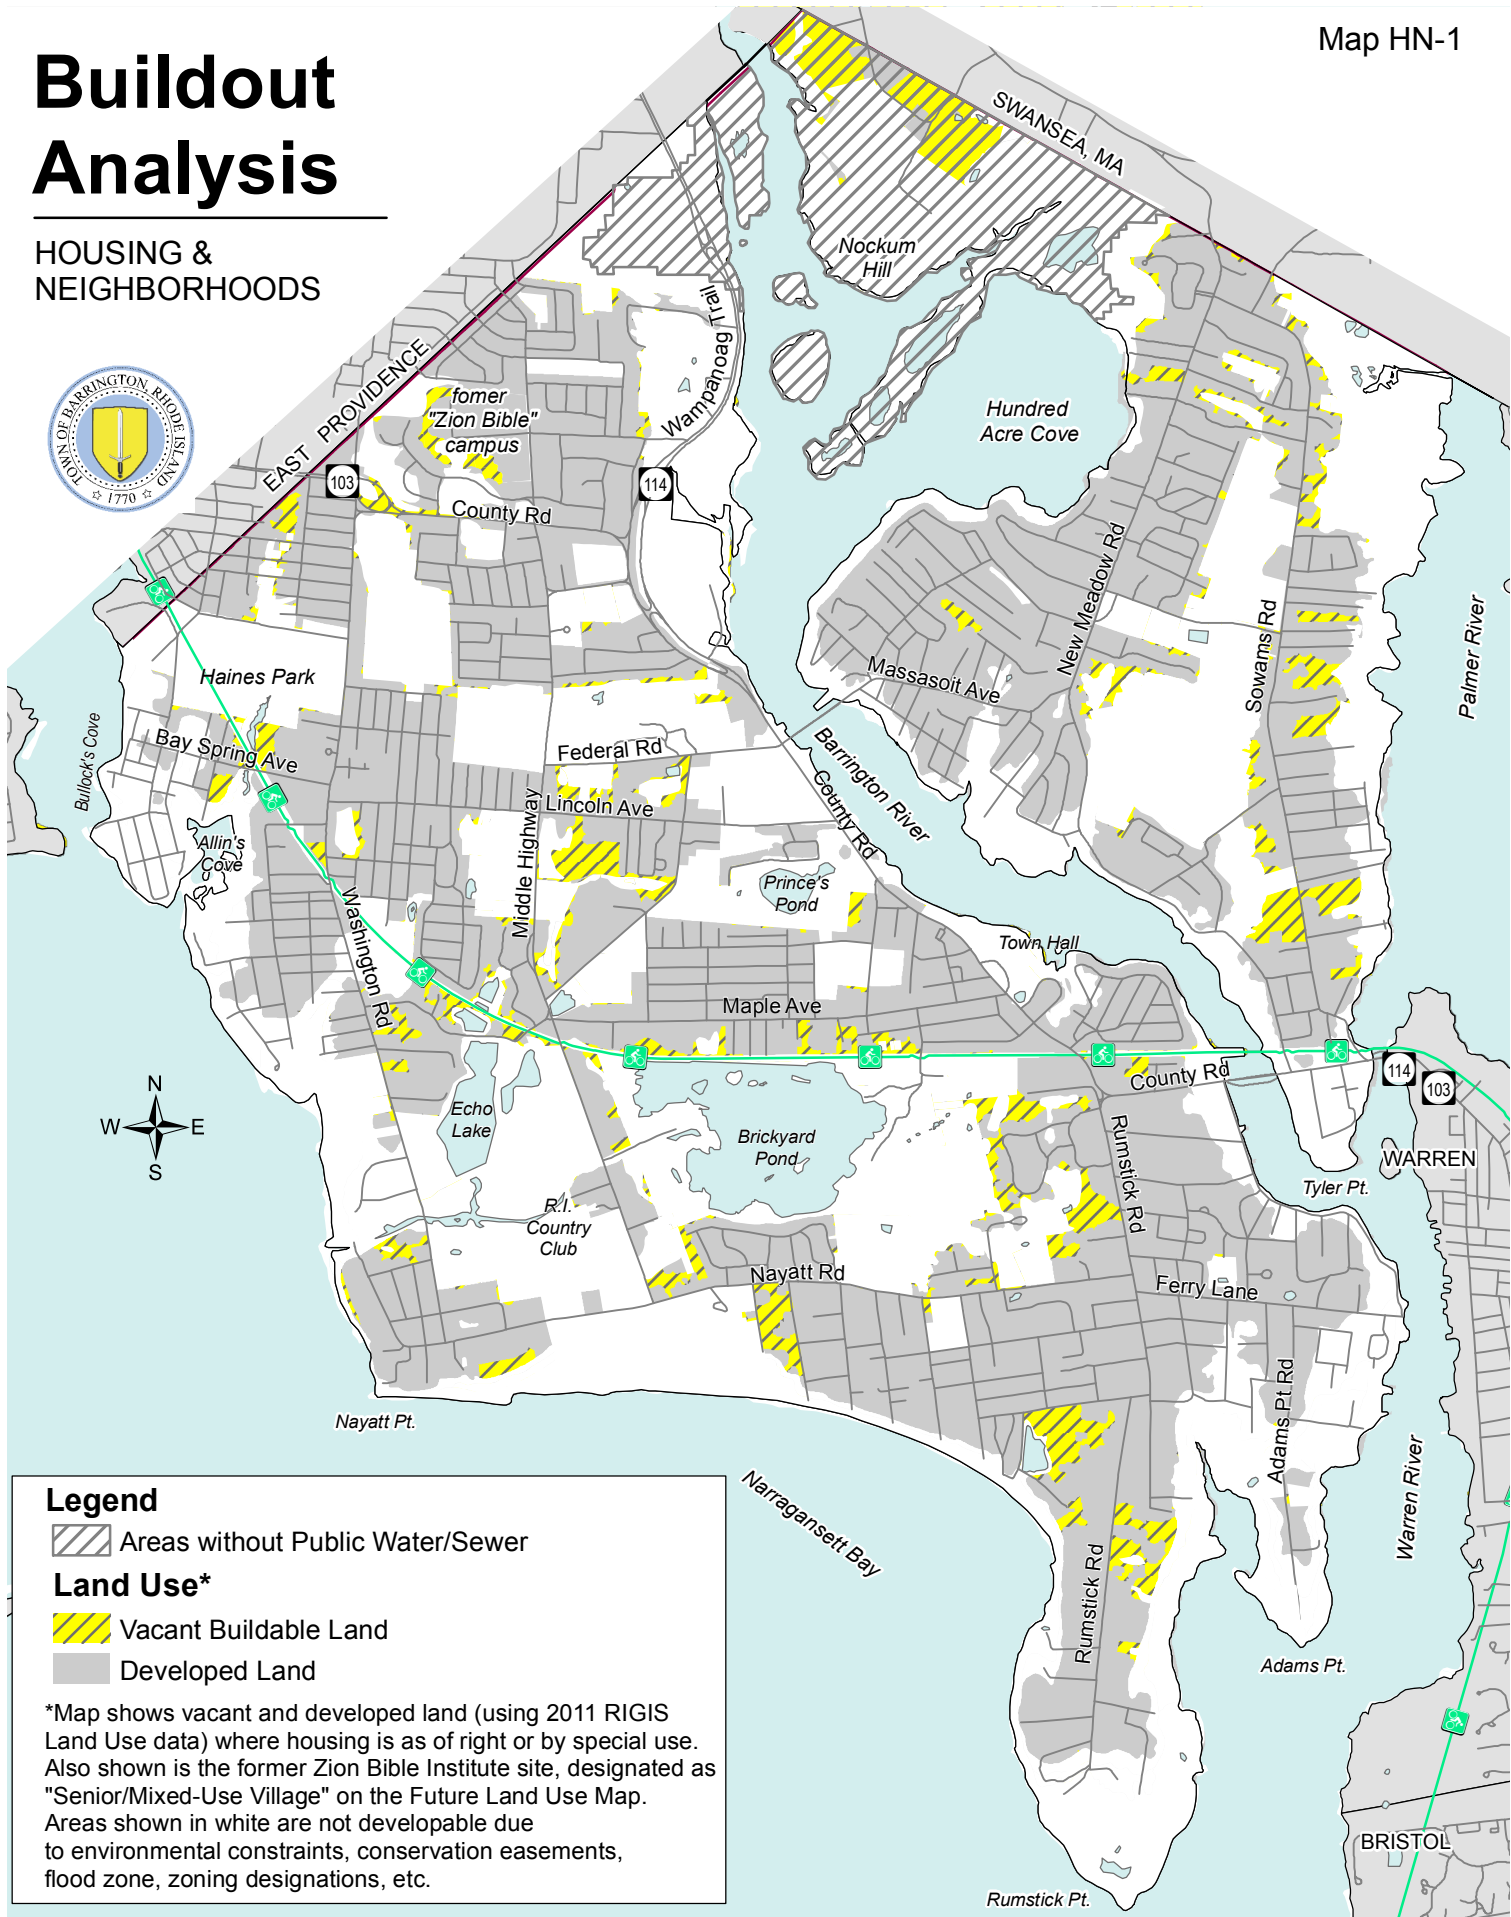 Map HN-1
Buildout
Analysis
HOUSING &
NEIGHBORHOODS
TOWN OF BARRINGTON, RHODE ISLAND
1770
SWANSEA, MA
EAST PROVIDENCE
Nockum
Hill
Wampanoag Trail
fomer
"Zion Bible"
campus
Hundred
Acre Cove
103
114
County Rd
New Meadow Rd
Sowams Rd
Palmer River
Massasoit Ave
Haines Park
Bullock's Cove
Bay Spring Ave
Federal Rd
Barrington River
County Rd
Lincoln Ave
Middle Highway
Allin's
Cove
Prince's
Pond
Washington Rd
Town Hall
Maple Ave
114
103
County Rd
Echo
Lake
Brickyard
Pond
Rumstick Rd
WARREN
Tyler Pt.
N
W
E
S
R.I.
Country
Club
Nayatt Rd
Ferry Lane
Adams Pt Rd
Nayatt Pt.
Narragansett Bay
Warren River
Rumstick Rd
Adams Pt.
BRISTOL
Rumstick Pt.
Legend
Areas without Public Water/Sewer
Land Use*
Vacant Buildable Land
Developed Land
*Map shows vacant and developed land (using 2011 RIGIS
Land Use data) where housing is as of right or by special use.
Also shown is the former Zion Bible Institute site, designated as
"Senior/Mixed-Use Village" on the Future Land Use Map.
Areas shown in white are not developable due
to environmental constraints, conservation easements,
flood zone, zoning designations, etc.